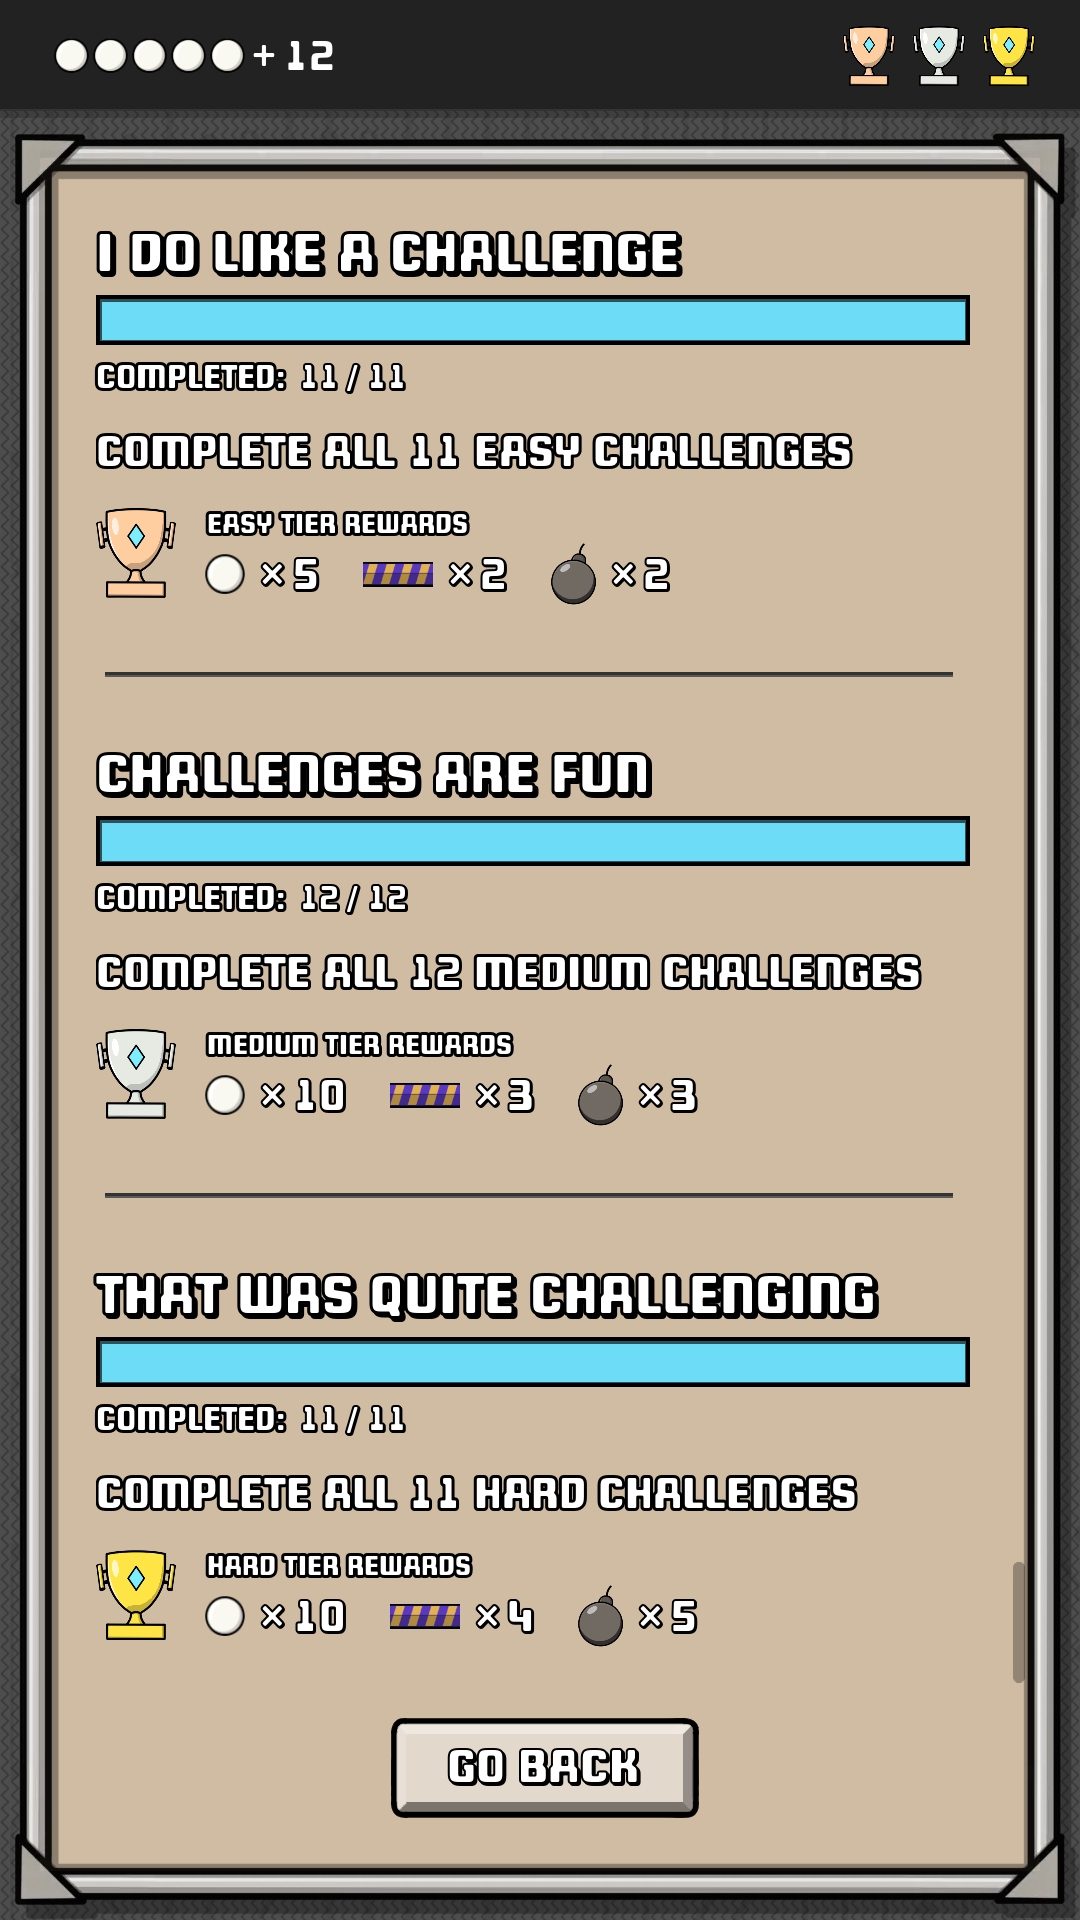 + 12
I DO LIKE A CHALLENGE
COMPLETED: 11 / 11
COMPLETE ALL 11 EASY CHALLENGES
EASY TIER REWARDS
× 5 × 2 × 2
CHALLENGES ARE FUN
COMPLETED: 12 / 12
COMPLETE ALL 12 MEDIUM CHALLENGES
MEDIUM TIER REWARDS
× 10 × 3 × 3
THAT WAS QUITE CHALLENGING
COMPLETED: 11 / 11
COMPLETE ALL 11 HARD CHALLENGES
HARD TIER REWARDS
× 10 × 4 × 5
GO BACK